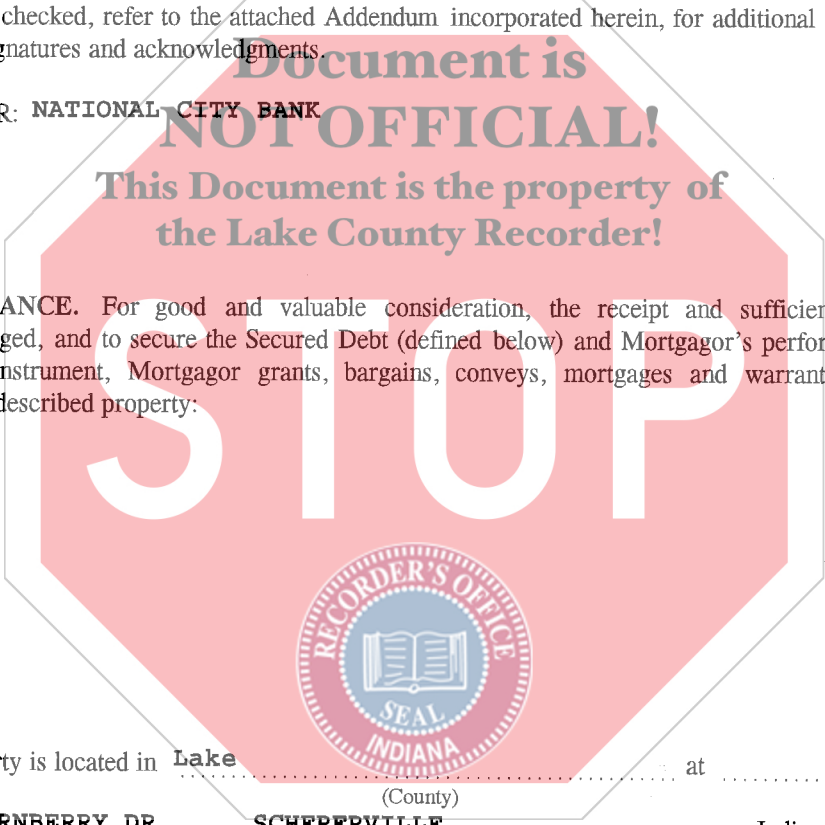 checked, refer to the attached Addendum incorporated herein, for additional
gnatures and acknowledgments.
Document is
R: NATIONAL CITY BANK
NOT OFFICIAL!
This Document is the property of
the Lake County Recorder!
ANCE. For good and valuable consideration, the receipt and sufficien
ged, and to secure the Secured Debt (defined below) and Mortgagor's perfor
nstrument, Mortgagor grants, bargains, conveys, mortgages and warrant
described property:
STOP
RECORDER'S OFFICE
SEAL
INDIANA
ty is located in Lake at
(County)
RNBERRY DR SCHERERVILLE